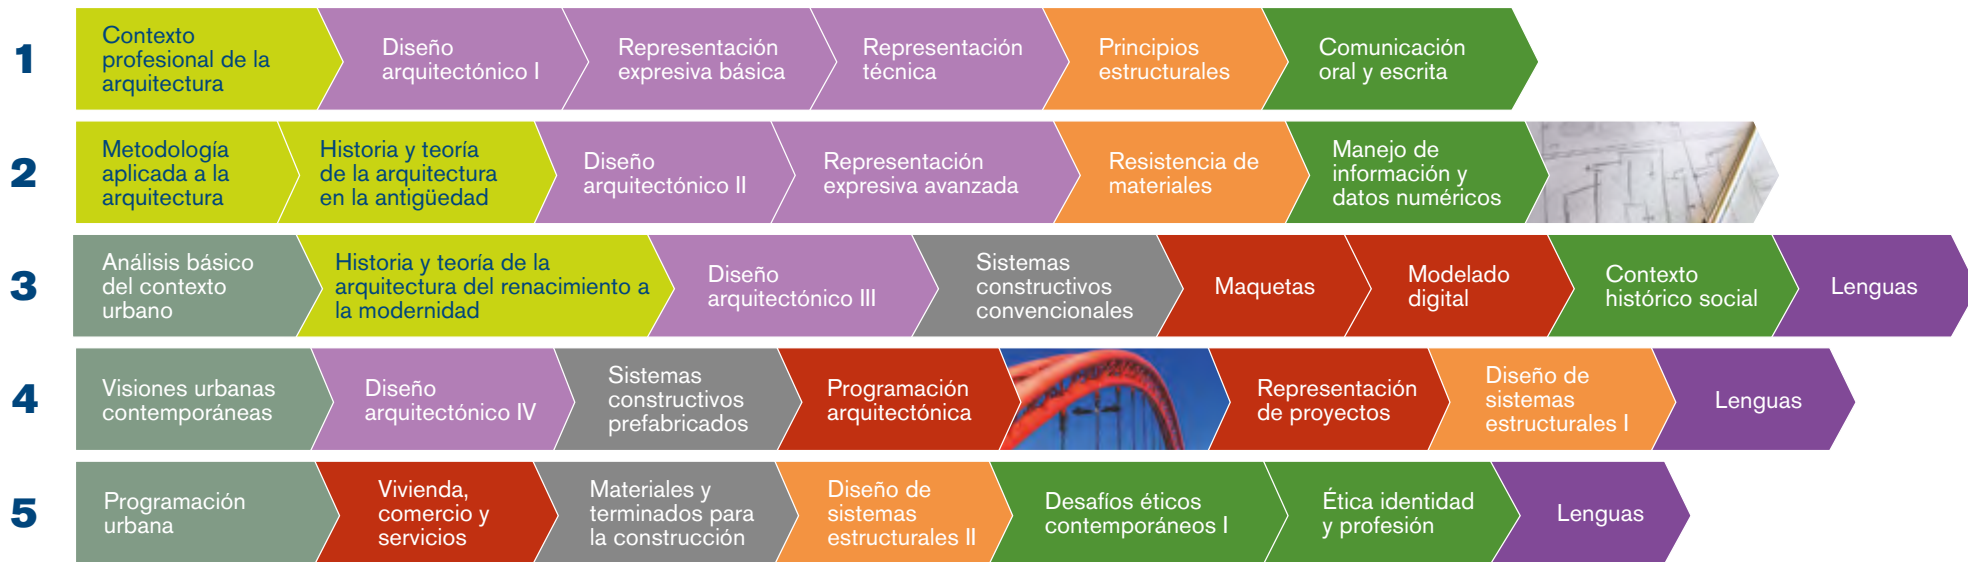 1
Contexto
profesional de la
arquitectura
Diseño
arquitectónico I
Representación
expresiva básica
Representación
técnica
Principios
estructurales
Comunicación
oral y escrita
2
Metodología
aplicada a la
arquitectura
Historia y teoría
de la arquitectura
en la antigüedad
Diseño
arquitectónico II
Representación
expresiva avanzada
Resistencia de
materiales
Manejo de
información y
datos numéricos
3
Análisis básico
del contexto
urbano
Historia y teoría de la
arquitectura del renacimiento a
la modernidad
Diseño
arquitectónico III
Sistemas
constructivos
convencionales
Maquetas
Modelado
digital
Contexto
histórico social
Lenguas
4
Visiones urbanas
contemporáneas
Diseño
arquitectónico IV
Sistemas
constructivos
prefabricados
Programación
arquitectónica
Representación
de proyectos
Diseño de
sistemas
estructurales I
Lenguas
5
Programación
urbana
Vivienda,
comercio y
servicios
Materiales y
terminados para
la construcción
Diseño de
sistemas
estructurales II
Desafíos éticos
contemporáneos I
Ética identidad
y profesión
Lenguas